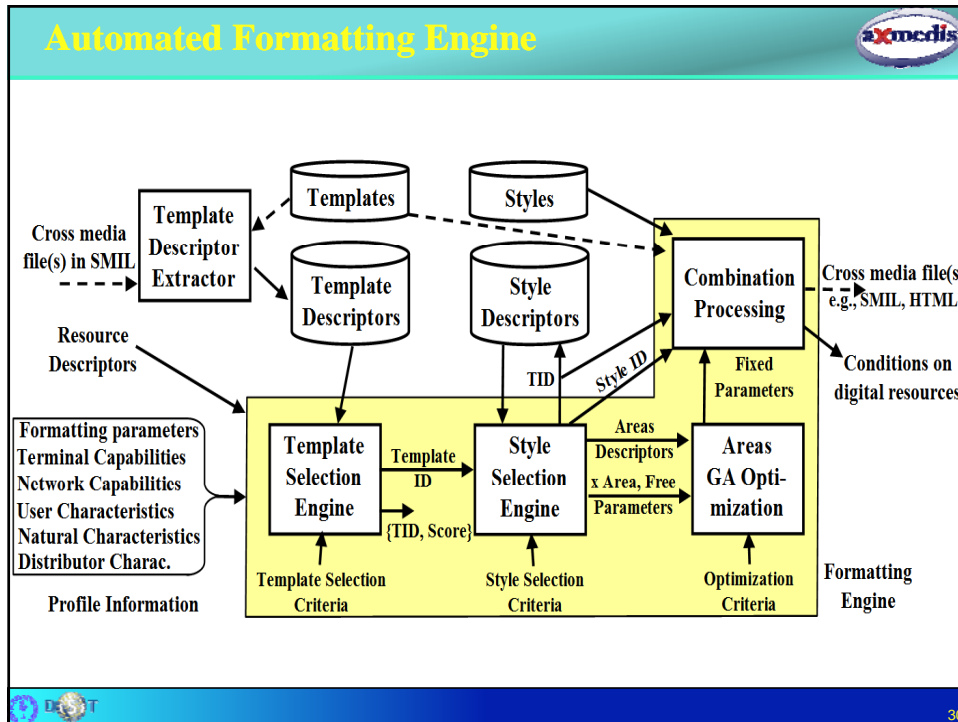 Automated Formatting Engine
axmedis
Templates
Styles
Template
Descriptor
Extractor
Cross media
file(s) in SMIL
Template
Descriptors
Style
Descriptors
Combination
Processing
Cross media file(s
e.g., SMIL, HTML
Resource
Descriptors
TID
Style ID
Fixed
Parameters
Conditions on
digital resources
Formatting parameters
Terminal Capabilities
Network Capabilities
User Characteristics
Natural Characteristics
Distributor Charac.
Profile Information
Template
Selection
Engine
Template
ID
{TID, Score}
Style
Selection
Engine
Areas
Descriptors
x Area, Free
Parameters
Areas
GA Opti-
mization
Template Selection
Criteria
Style Selection
Criteria
Optimization
Criteria
Formatting
Engine
DSIT